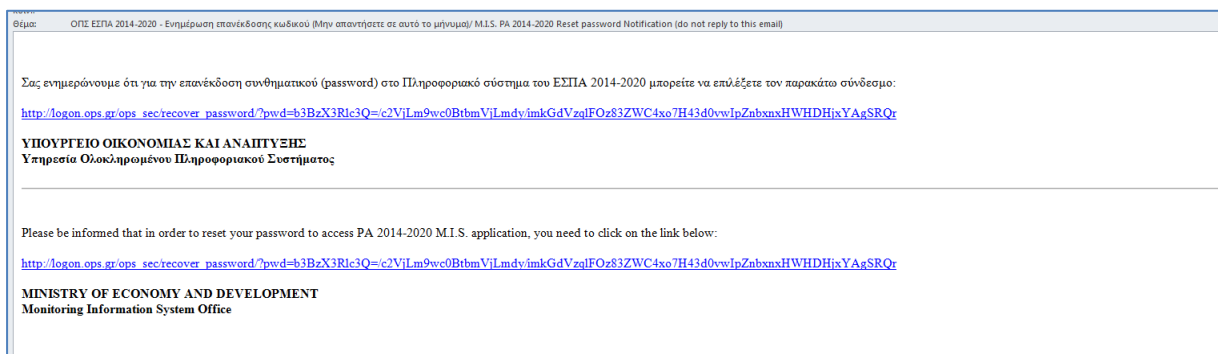 Θέμα: ΟΠΣ ΕΣΠΑ 2014-2020 - Ενημέρωση επανέκδοσης κωδικού (Μην απαντήσετε σε αυτό το μήνυμα)/ M.I.S. PA 2014-2020 Reset password Notification (do not reply to this email)
Σας ενημερώνουμε ότι για την επανέκδοση συνθηματικού (password) στο Πληροφοριακό σύστημα του ΕΣΠΑ 2014-2020 μπορείτε να επιλέξετε τον παρακάτω σύνδεσμο:
http://logon.ops.gr/ops_sec/recover_password/?pwd=b3BzX3Rlc3Q=/c2VjLm9wc0BtbmVjLmdy/imkGdVzqlFOz83ZWC4xo7H43d0vwIpZnbxnxHWHDHjxYAgSRQr
ΥΠΟΥΡΓΕΙΟ ΟΙΚΟΝΟΜΙΑΣ ΚΑΙ ΑΝΑΠΤΥΞΗΣ
Υπηρεσία Ολοκληρωμένου Πληροφοριακού Συστήματος
Please be informed that in order to reset your password to access PA 2014-2020 M.I.S. application, you need to click on the link below:
http://logon.ops.gr/ops_sec/recover_password/?pwd=b3BzX3Rlc3Q=/c2VjLm9wc0BtbmVjLmdy/imkGdVzqlFOz83ZWC4xo7H43d0vwIpZnbxnxHWHDHjxYAgSRQr
MINISTRY OF ECONOMY AND DEVELOPMENT
Monitoring Information System Office